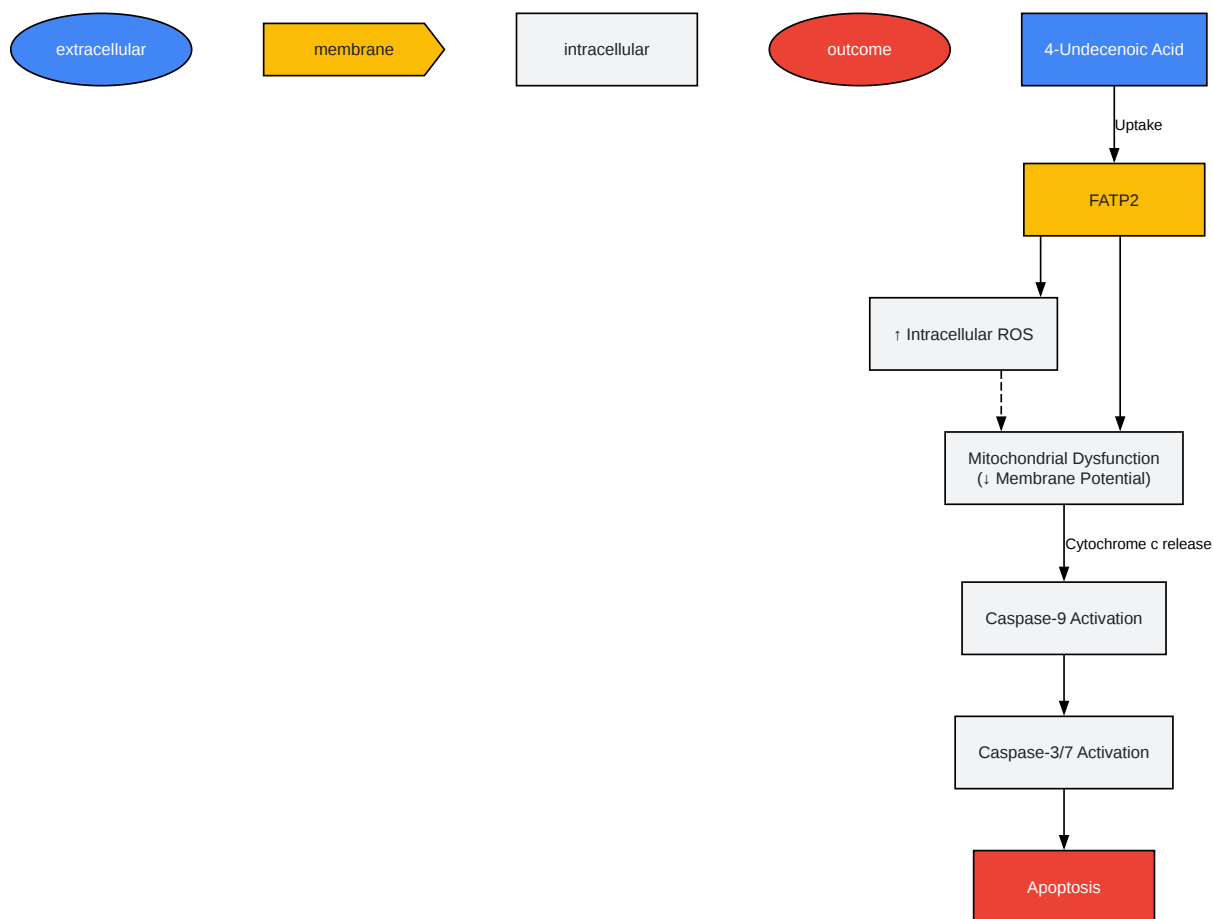 extracellular
membrane
intracellular
outcome
4-Undecenoic Acid
Uptake
FATP2
↑ Intracellular ROS
Mitochondrial Dysfunction
(↓ Membrane Potential)
Cytochrome c release
Caspase-9 Activation
Caspase-3/7 Activation
Apoptosis